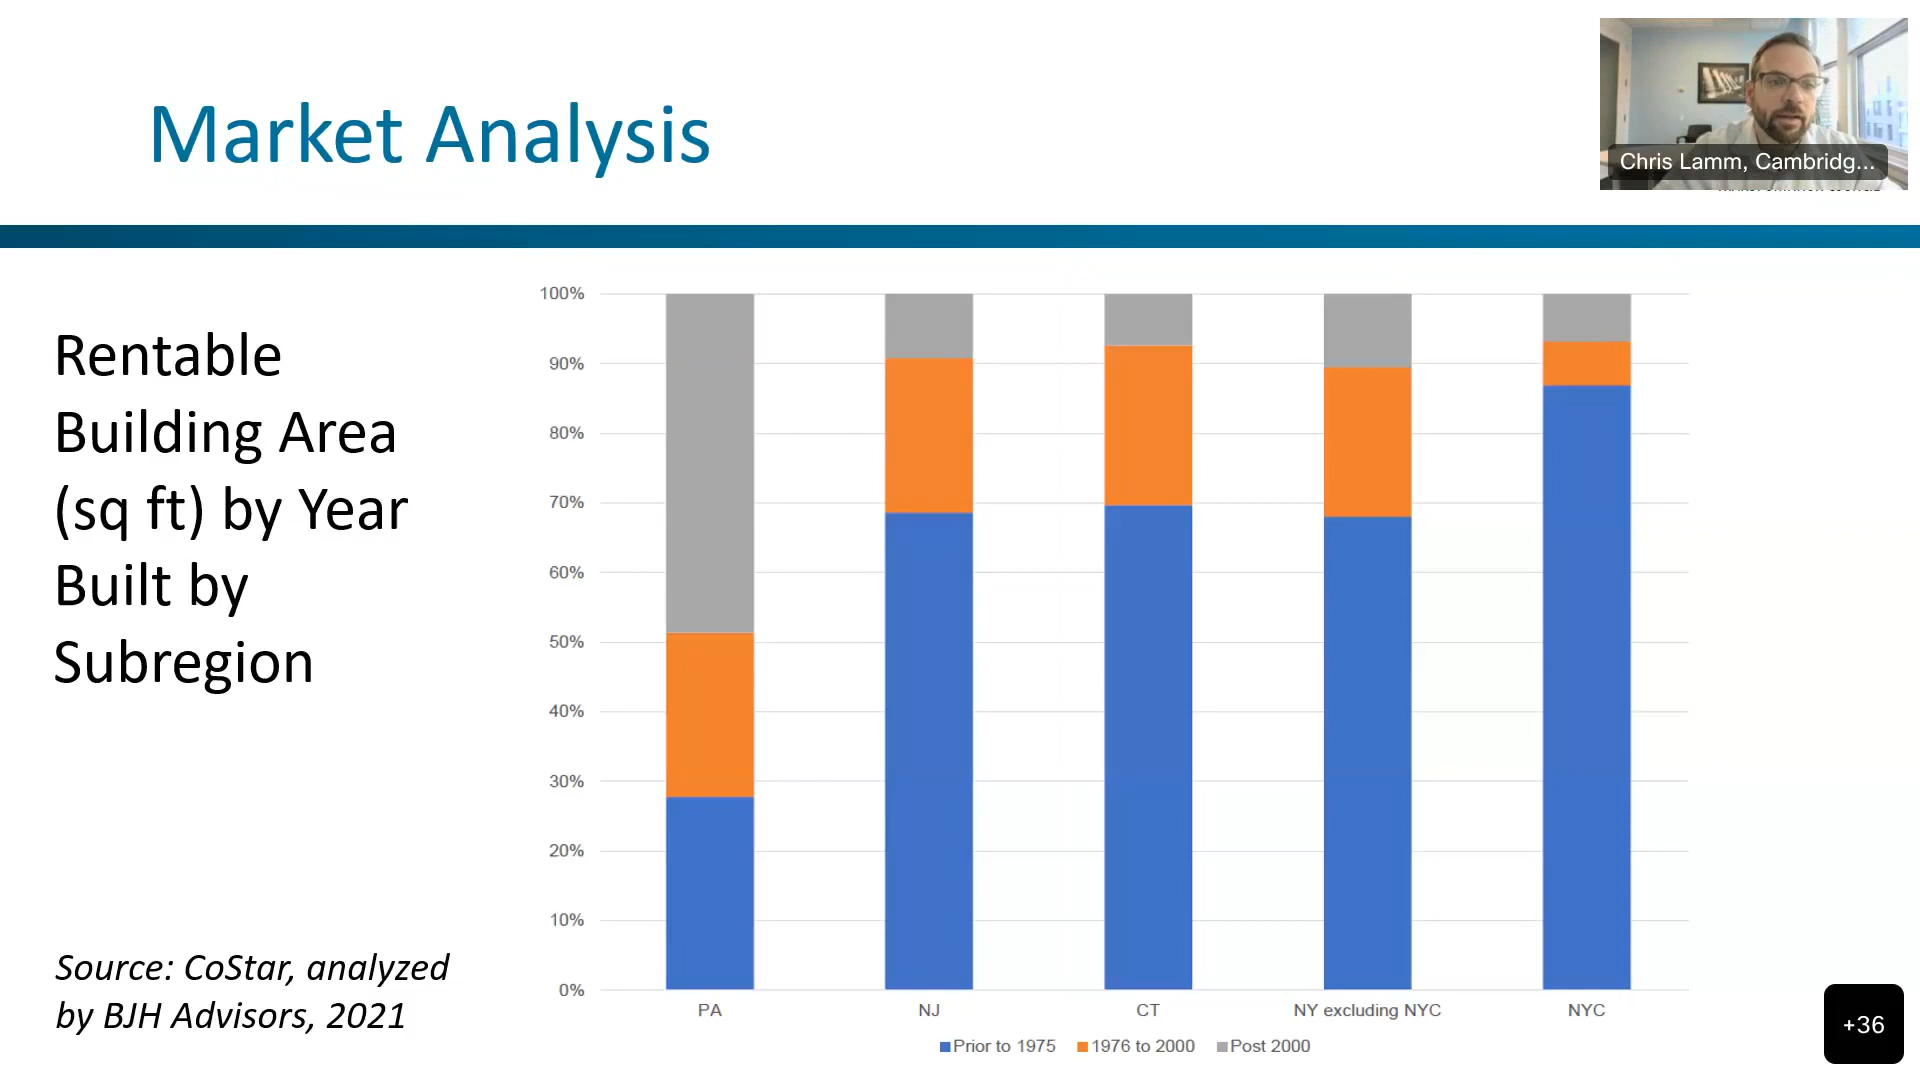 Market Analysis
Chris Lamm, Cambridg...
Rentable
Building Area
(sq ft) by Year
Built by
Subregion
Source: CoStar, analyzed
by BJH Advisors, 2021
100%
90%
80%
70%
60%
50%
40%
30%
20%
10%
0%
PA NJ CT NY excluding NYC NYC
Prior to 1975 1976 to 2000 Post 2000
+36